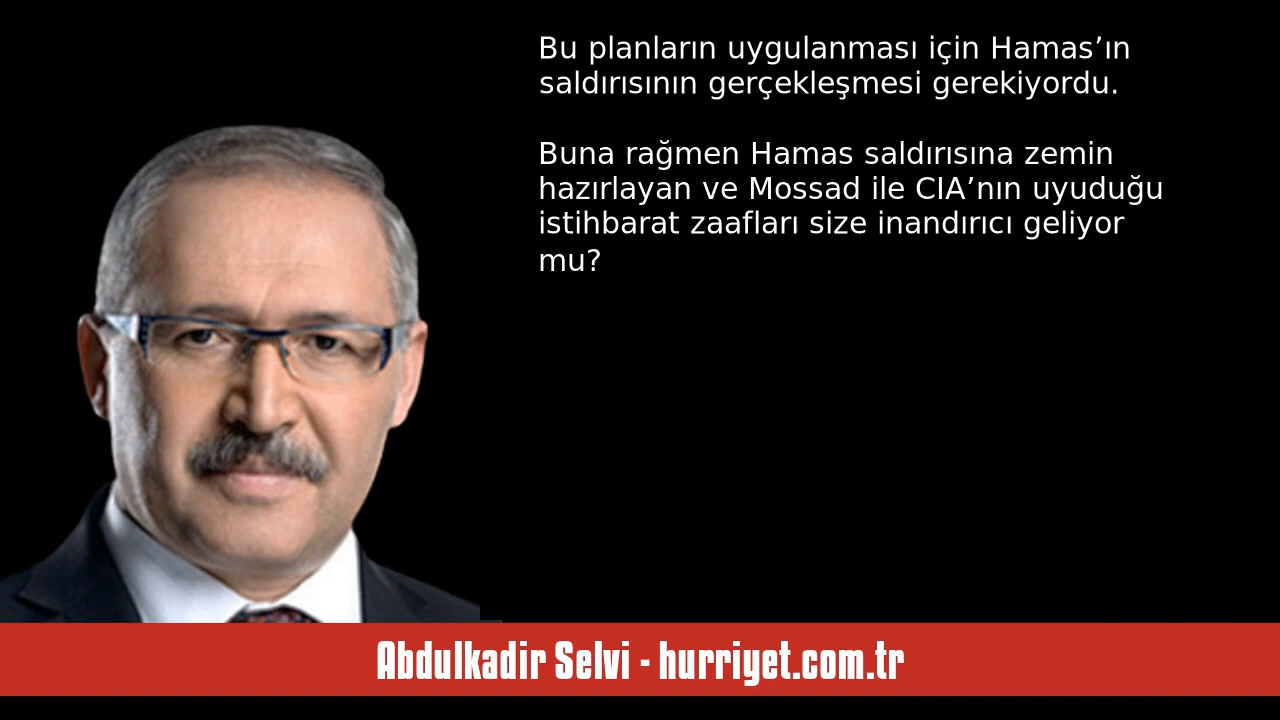 Bu planların uygulanması için Hamas’ın
saldırısının gerçekleşmesi gerekiyordu.
Buna rağmen Hamas saldırısına zemin
hazırlayan ve Mossad ile CIA’nın uyuduğu
istihbarat zaafları size inandırıcı geliyor
mu?
Abdulkadir Selvi - hurriyet.com.tr